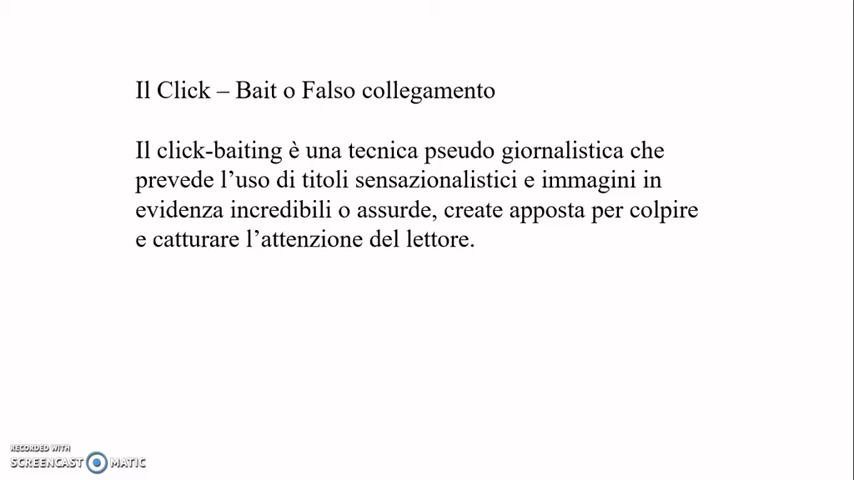 Il Click – Bait o Falso collegamento
Il click-baiting è una tecnica pseudo giornalistica che
prevede l’uso di titoli sensazionalistici e immagini in
evidenza incredibili o assurde, create apposta per colpire
e catturare l’attenzione del lettore.
RECORDED WITH
SCREENCAST MATIC